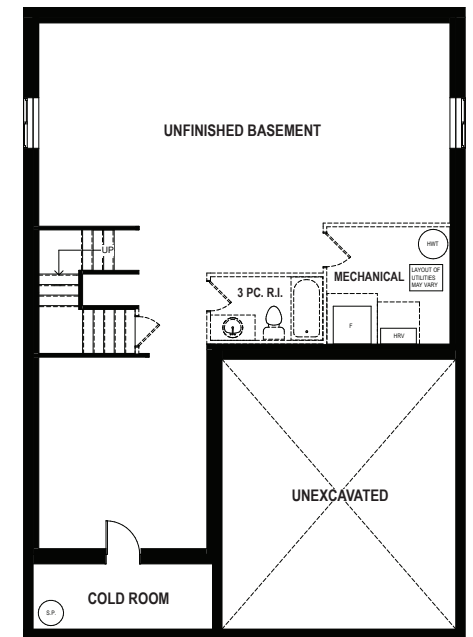 UNFINISHED BASEMENT
UP
HWT
MECHANICAL
LAYOUT OF
UTILITIES
MAY VARY
3 PC. R.I.
F
HRV
UNEXCAVATED
COLD ROOM
S.P.